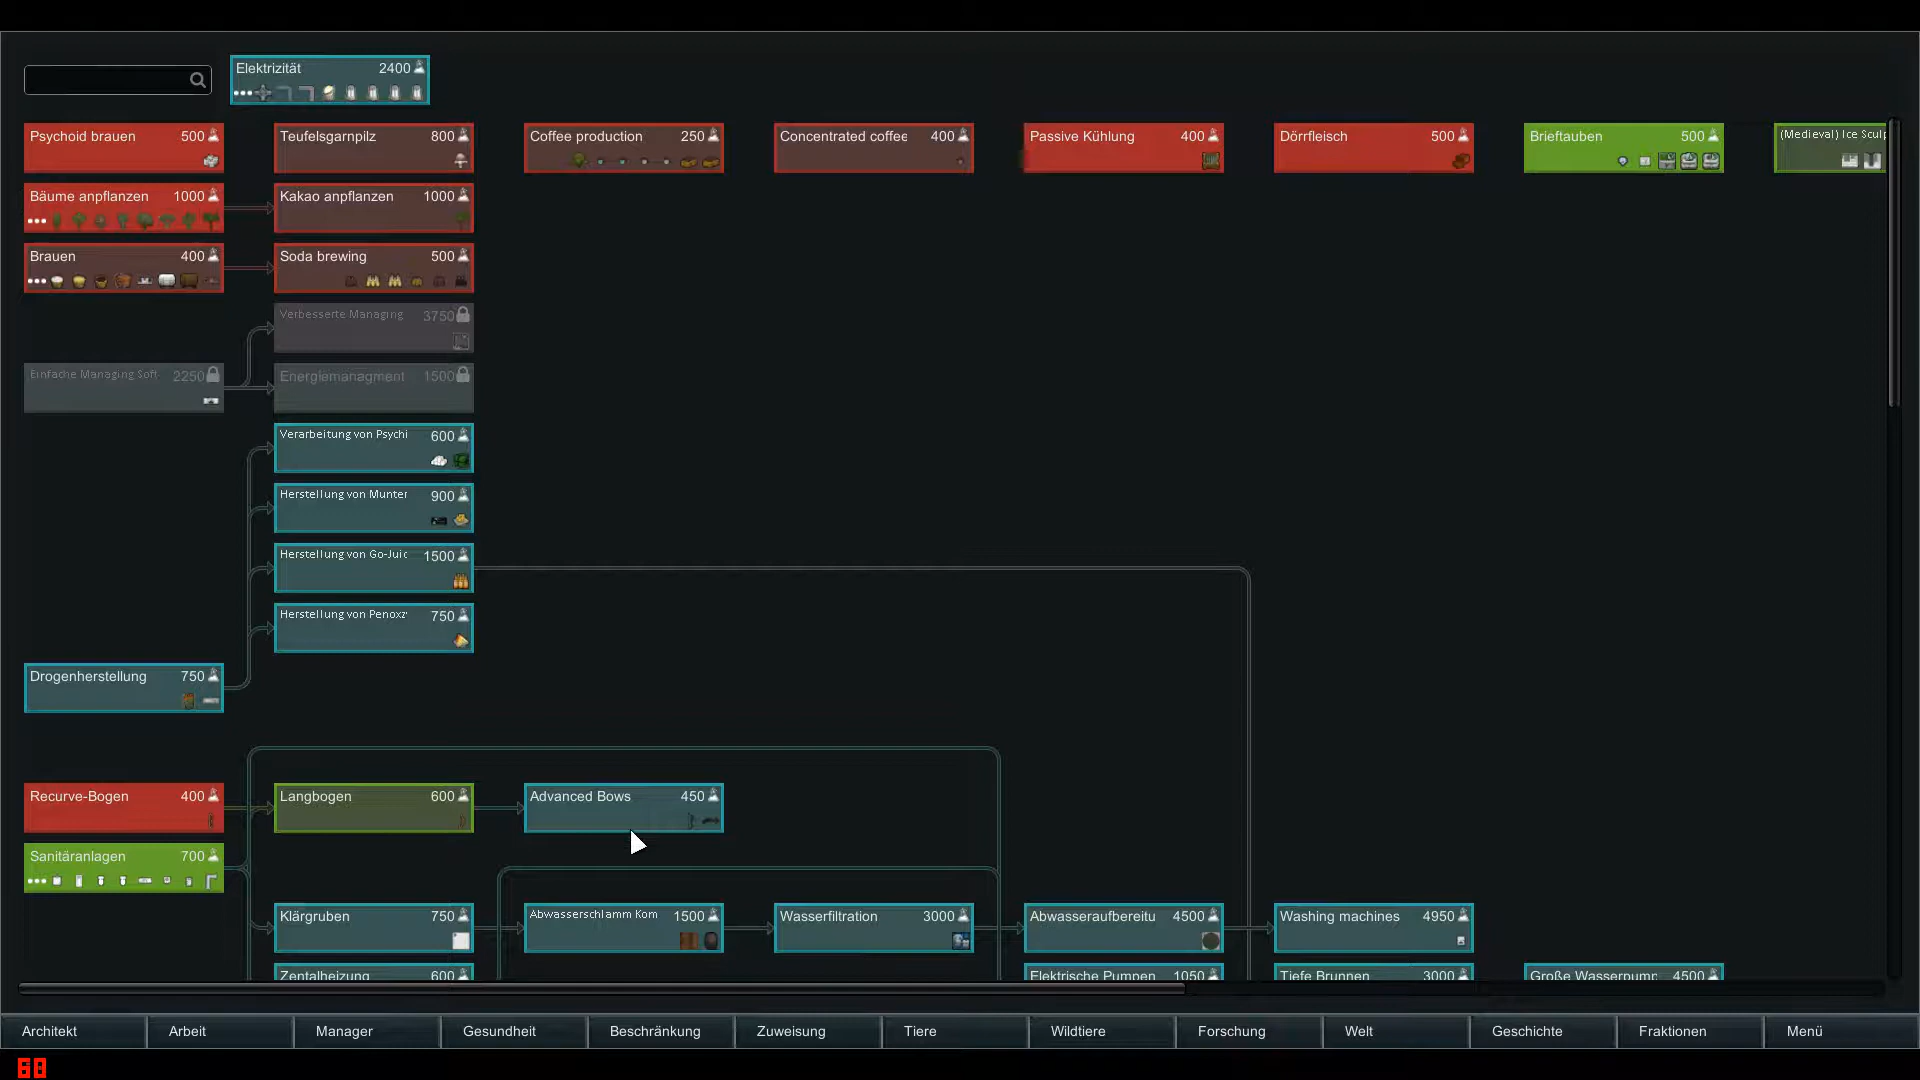 Elektrizität 2400
Psychoid brauen 500
Teufelsgarnpilz 800
Coffee production 250
Concentrated coffee 400
Passive Kühlung 400
Dörrfleisch 500
Brieftauben 500
(Medieval) Ice Sculp
Bäume anpflanzen 1000
Kakao anpflanzen 1000
Brauen 400
Soda brewing 500
Verbesserte Managing 3750
Einfache Managing Soft 2250
Energiemanagment 1500
Verarbeitung von Psychi 600
Herstellung von Munter 900
Herstellung von Go-Juic 1500
Herstellung von Penoxz 750
Drogenherstellung 750
Recurve-Bogen 400
Langbogen 600
Advanced Bows 450
Sanitäranlagen 700
Klärgruben 750
Abwasserschlamm Kom 1500
Wasserfiltration 3000
Abwasseraufbereitu 4500
Washing machines 4950
Zentalheizung 600
Elektrische Pumpen 1050
Tiefe Brunnen 3000
Große Wasserpump 4500
Architekt
Arbeit
Manager
Gesundheit
Beschränkung
Zuweisung
Tiere
Wildtiere
Forschung
Welt
Geschichte
Fraktionen
Menü
60